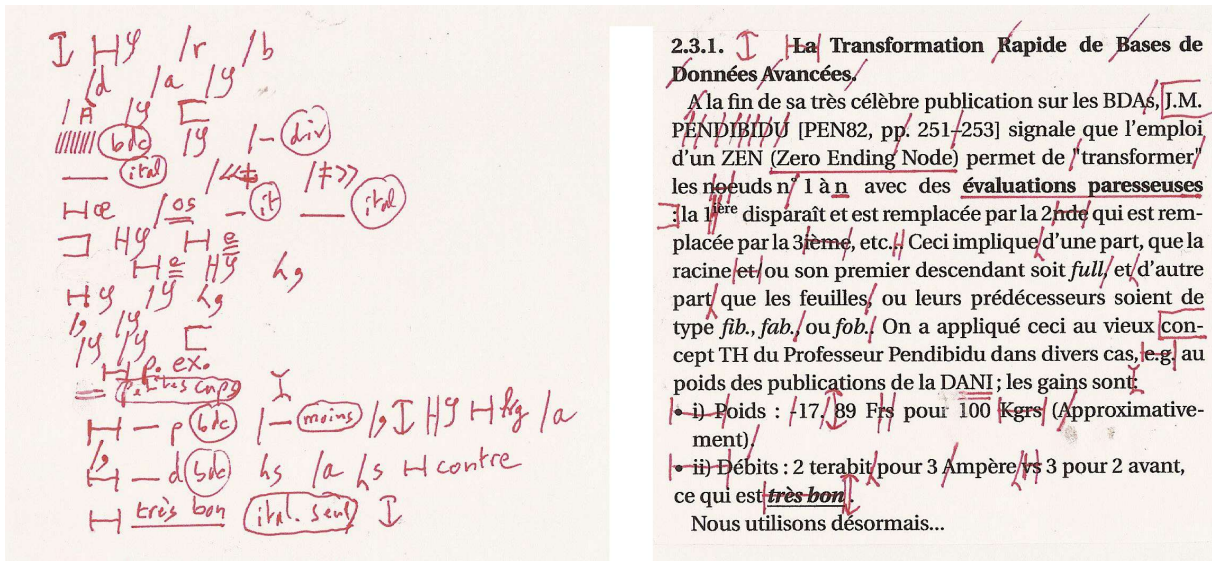 /r /b
/d /a
/À
bdc div
ital
œ os it ital
e
e
p. ex.
petites caps
p bdc moins kg /a
d bdc s /a s contre
très bon ital. seul
2.3.1. La Transformation Rapide de Bases de
Données Avancées.
A la fin de sa très célèbre publication sur les BDAs, J.M.
PENDIBIDU [PEN82, pp. 251–253] signale que l'emploi
d'un ZEN (Zero Ending Node) permet de "transformer"
les noeuds n° 1 à n avec des évaluations paresseuses
: la 1ière disparaît et est remplacée par la 2nde qui est rem-
placée par la 3ième, etc.. Ceci implique d'une part, que la
racine et/ou son premier descendant soit full, et d'autre
part que les feuilles, ou leurs prédécesseurs soient de
type fib., fab., ou fob.. On a appliqué ceci au vieux con-
cept TH du Professeur Pendibidu dans divers cas, e.g. au
poids des publications de la DANI ; les gains sont:
• i) Poids : -17. 89 Frs pour 100 Kgrs (Approximative-
ment).
• ii) Débits : 2 terabit pour 3 Ampère vs 3 pour 2 avant,
ce qui est très bon .
Nous utilisons désormais...